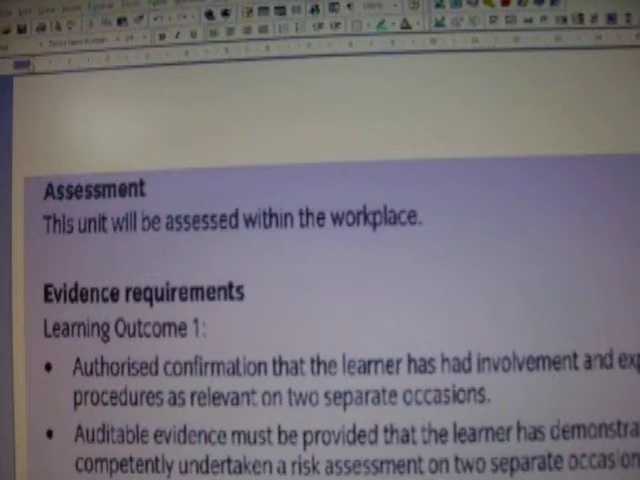 Assessment
This unit will be assessed within the workplace.
Evidence requirements
Learning Outcome 1:
• Authorised confirmation that the learner has had involvement and
procedures as relevant on two separate occasions.
• Auditable evidence must be provided that the learner has
competently undertaken a risk assessment on two separate